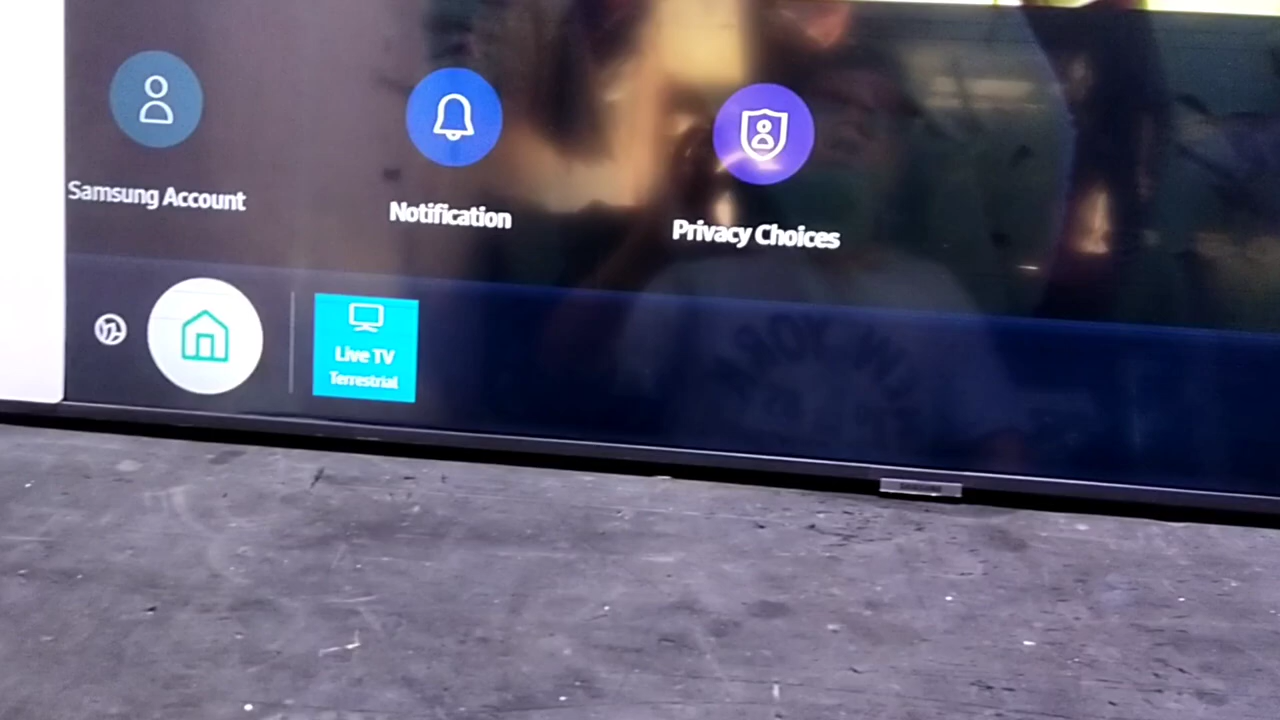 Samsung Account
Notification
Privacy Choices
Live TV
Terrestrial